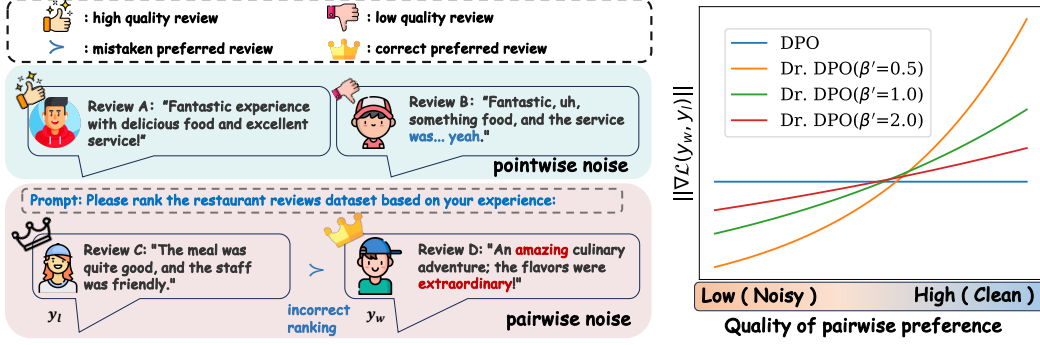 : high quality review
: low quality review
≻ : mistaken preferred review
: correct preferred review
Review A: "Fantastic experience
with delicious food and excellent
service!"
Review B: "Fantastic, uh,
something food, and the service
was... yeah."
pointwise noise
Prompt: Please rank the restaurant reviews dataset based on your experience:
Review C: "The meal was
quite good, and the staff
was friendly."
≻
Review D: "An amazing culinary
adventure; the flavors were
extraordinary!"
y_l
incorrect
ranking
y_w
pairwise noise
||∇ℒ(y_w, y_l)||
DPO
Dr. DPO(β′=0.5)
Dr. DPO(β′=1.0)
Dr. DPO(β′=2.0)
Low ( Noisy )
High ( Clean )
Quality of pairwise preference